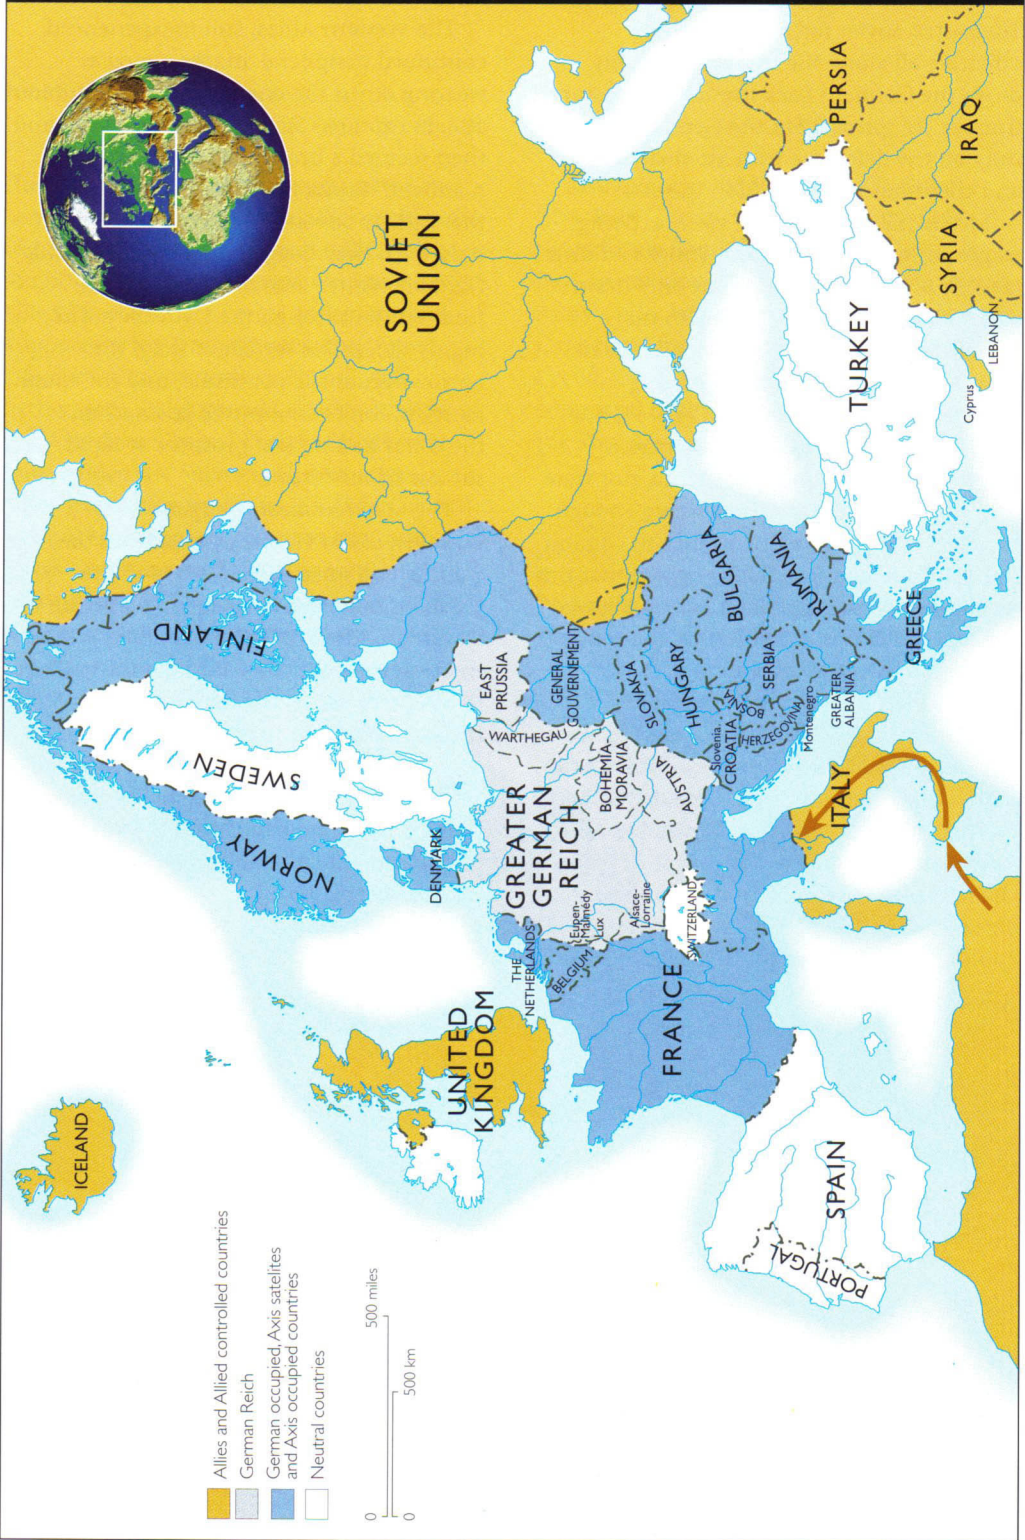 ICELAND
Allies and Allied controlled countries
German Reich
German occupied, Axis satelites
and Axis occupied countries
Neutral countries
0
500 miles
0
500 km
UNITED
KINGDOM
NORWAY
SWEDEN
FINLAND
SOVIET
UNION
DENMARK
THE
NETHERLANDS
BELGIUM
Eupen-
Malmédy
Lux
Alsace-
Lorraine
GREATER
GERMAN
REICH
EAST
PRUSSIA
WARTHEGAU
GENERAL
GOUVERNEMENT
BOHEMIA-
MORAVIA
SLOVAKIA
AUSTRIA
HUNGARY
SWITZERLAND
FRANCE
Slovenia
CROATIA
BOSNIA
HERZEGOVINA
SERBIA
Montenegro
BULGARIA
RUMANIA
GREATER
ALBANIA
GREECE
ITALY
SPAIN
PORTUGAL
TURKEY
Cyprus
LEBANON
SYRIA
IRAQ
PERSIA